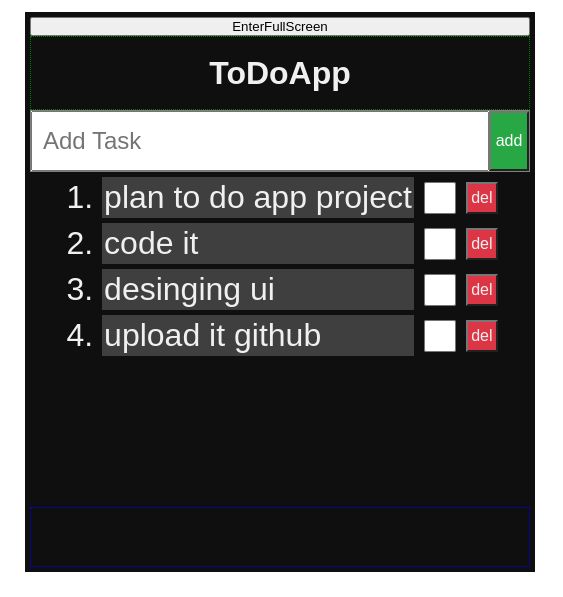 EnterFullScreen
ToDoApp
Add Task add
1. plan to do app project del
2. code it del
3. desinging ui del
4. upload it github del